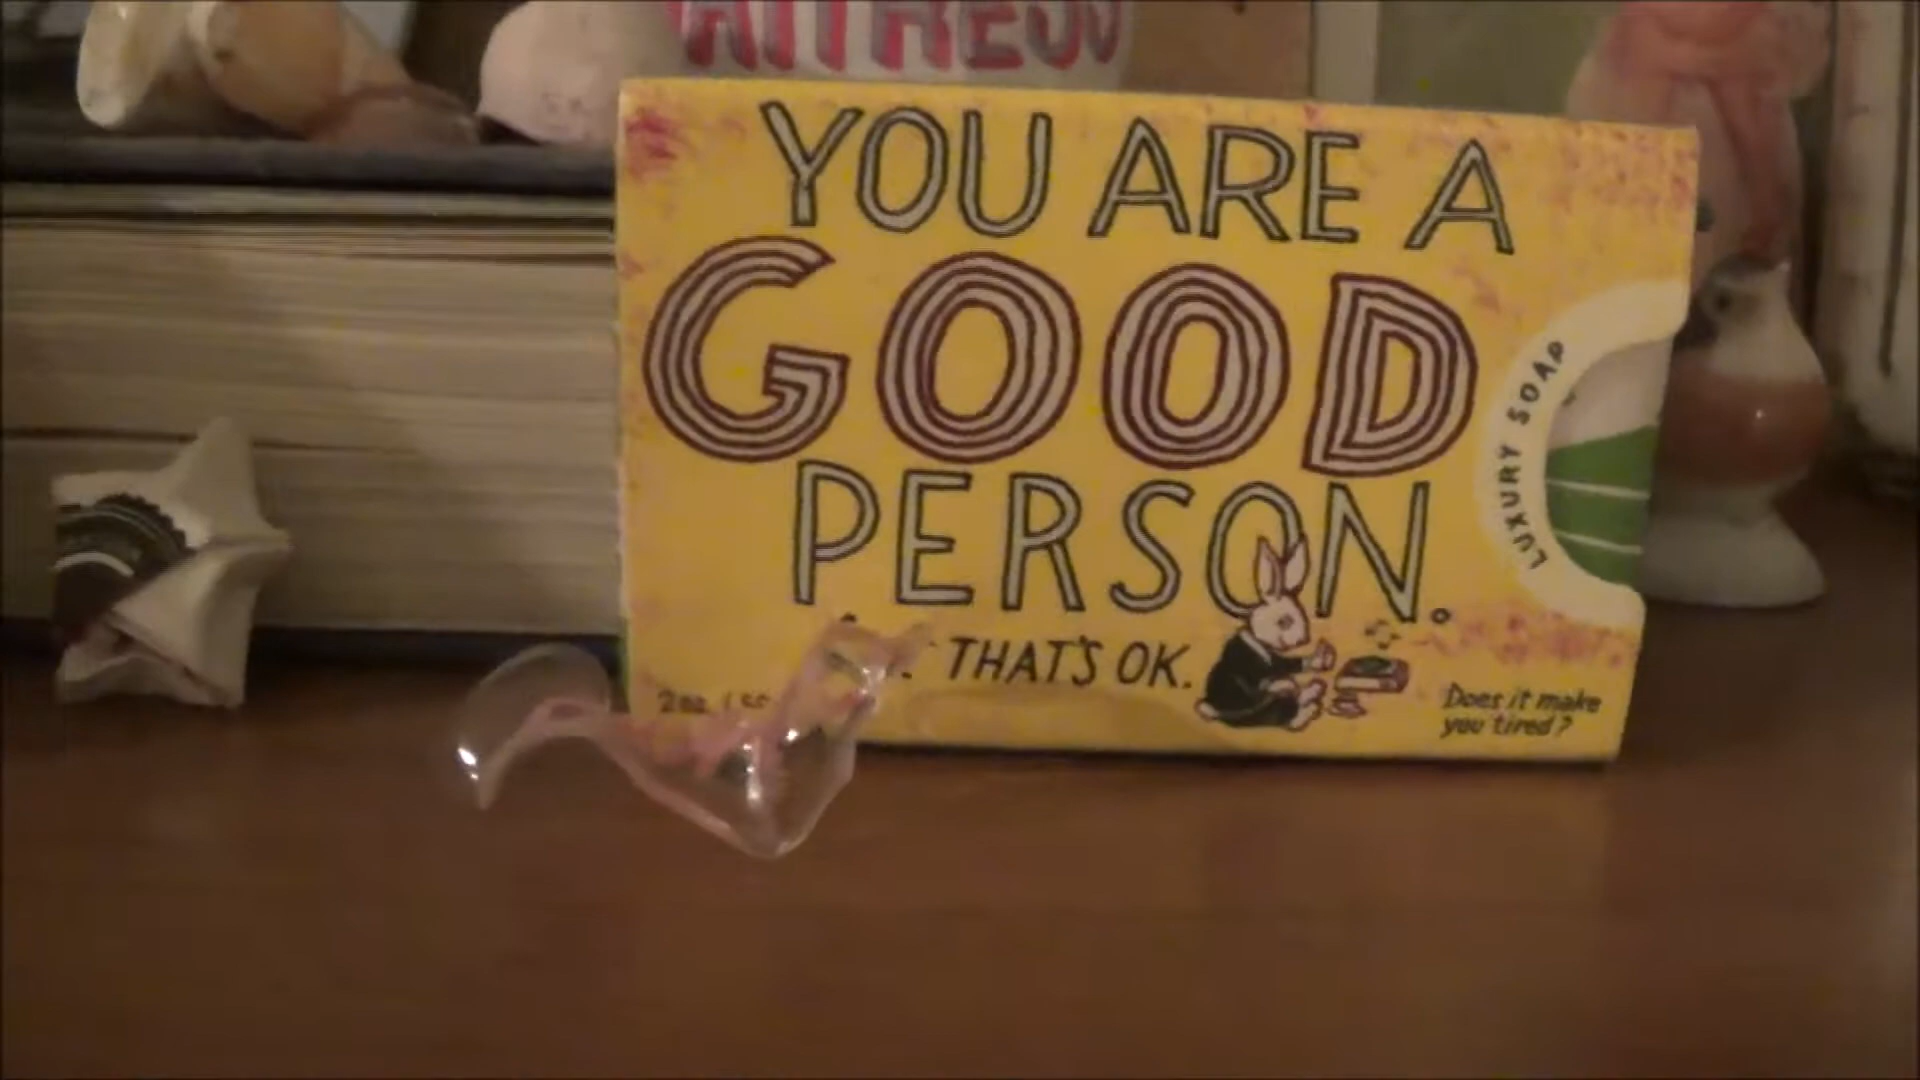 YOU ARE A
GOOD
PERSON.
THAT'S OK.
LUXURY SOAP
Does it make
you tired?